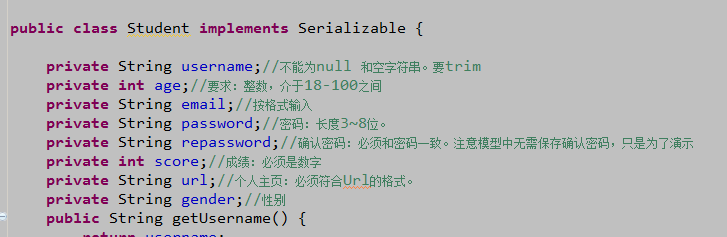 public class Student implements Serializable {
private String username;//不能为null 和空字符串。要trim
private int age;//要求：整数，介于18-100之间
private String email;//按格式输入
private String password;//密码：长度3~8位。
private String repassword;//确认密码：必须和密码一致。注意模型中无需保存确认密码，只是为了演示
private int score;//成绩：必须是数字
private String url;//个人主页：必须符合Url的格式。
private String gender;//性别
public String getUsername() {
return username;